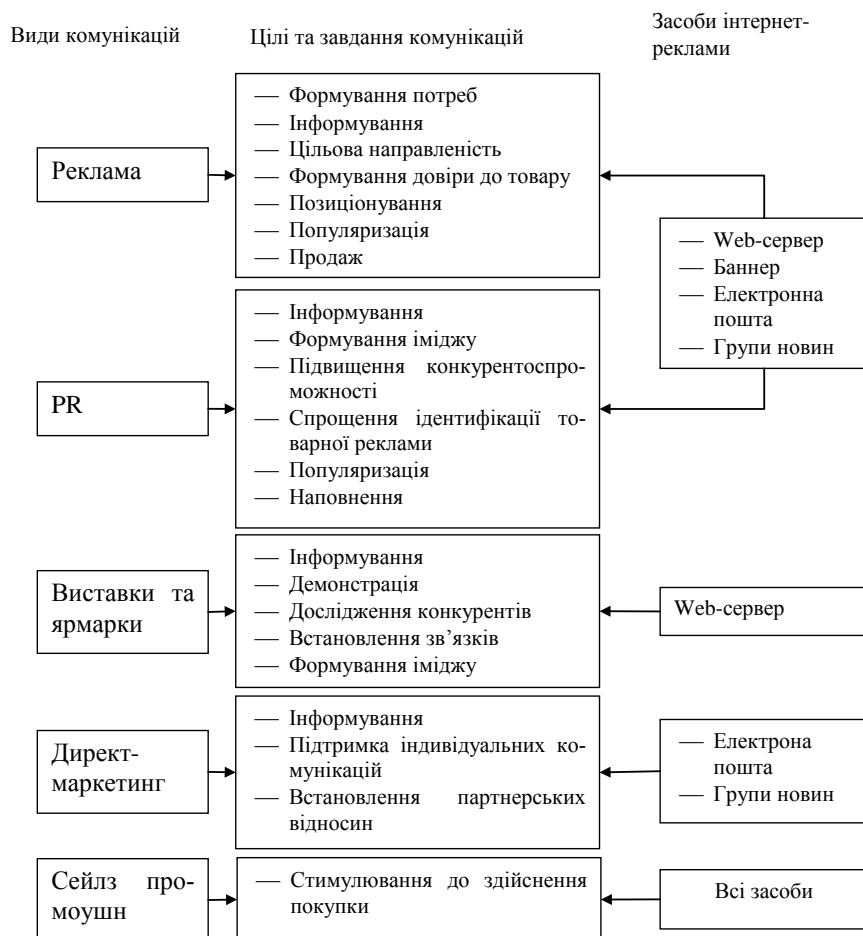 Види комунікацій
Цілі та завдання комунікацій
Засоби інтернет-
реклами
Реклама
— Формування потреб
— Інформування
— Цільова направленість
— Формування довіри до товару
— Позиціонування
— Популяризація
— Продаж
— Web-сервер
— Баннер
— Електронна
пошта
— Групи новин
PR
— Інформування
— Формування іміджу
— Підвищення конкурентоспро-
можності
— Спрощення ідентифікації то-
варної реклами
— Популяризація
— Наповнення
Виставки та
ярмарки
— Інформування
— Демонстрація
— Дослідження конкурентів
— Встановлення зв’язків
— Формування іміджу
Web-сервер
Директ-
маркетинг
— Інформування
— Підтримка індивідуальних ко-
мунікацій
— Встановлення партнерських
відносин
— Електрона
пошта
— Групи новин
Сейлз про-
моушн
— Стимулювання до здійснення
покупки
Всі засоби